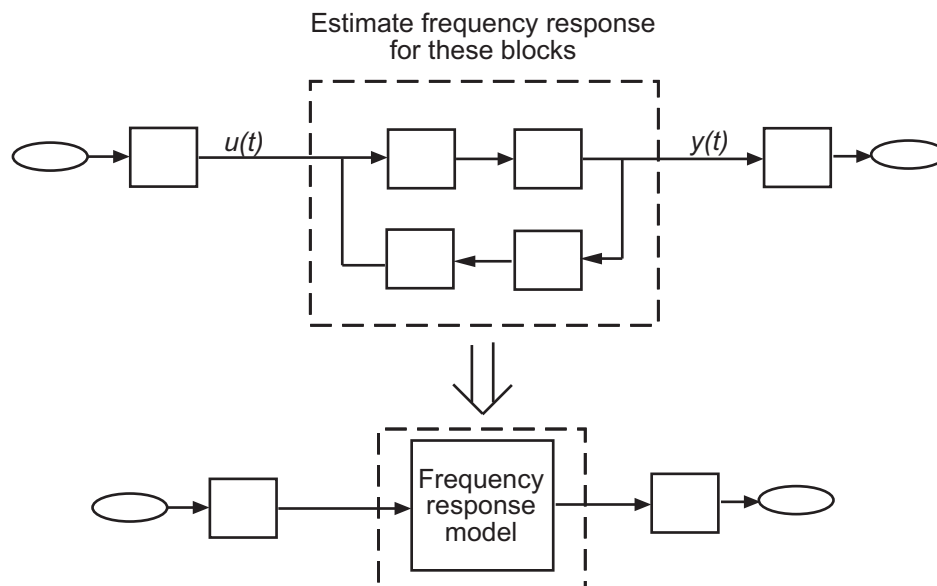 Estimate frequency response
for these blocks
u(t)
y(t)
Frequency
response
model